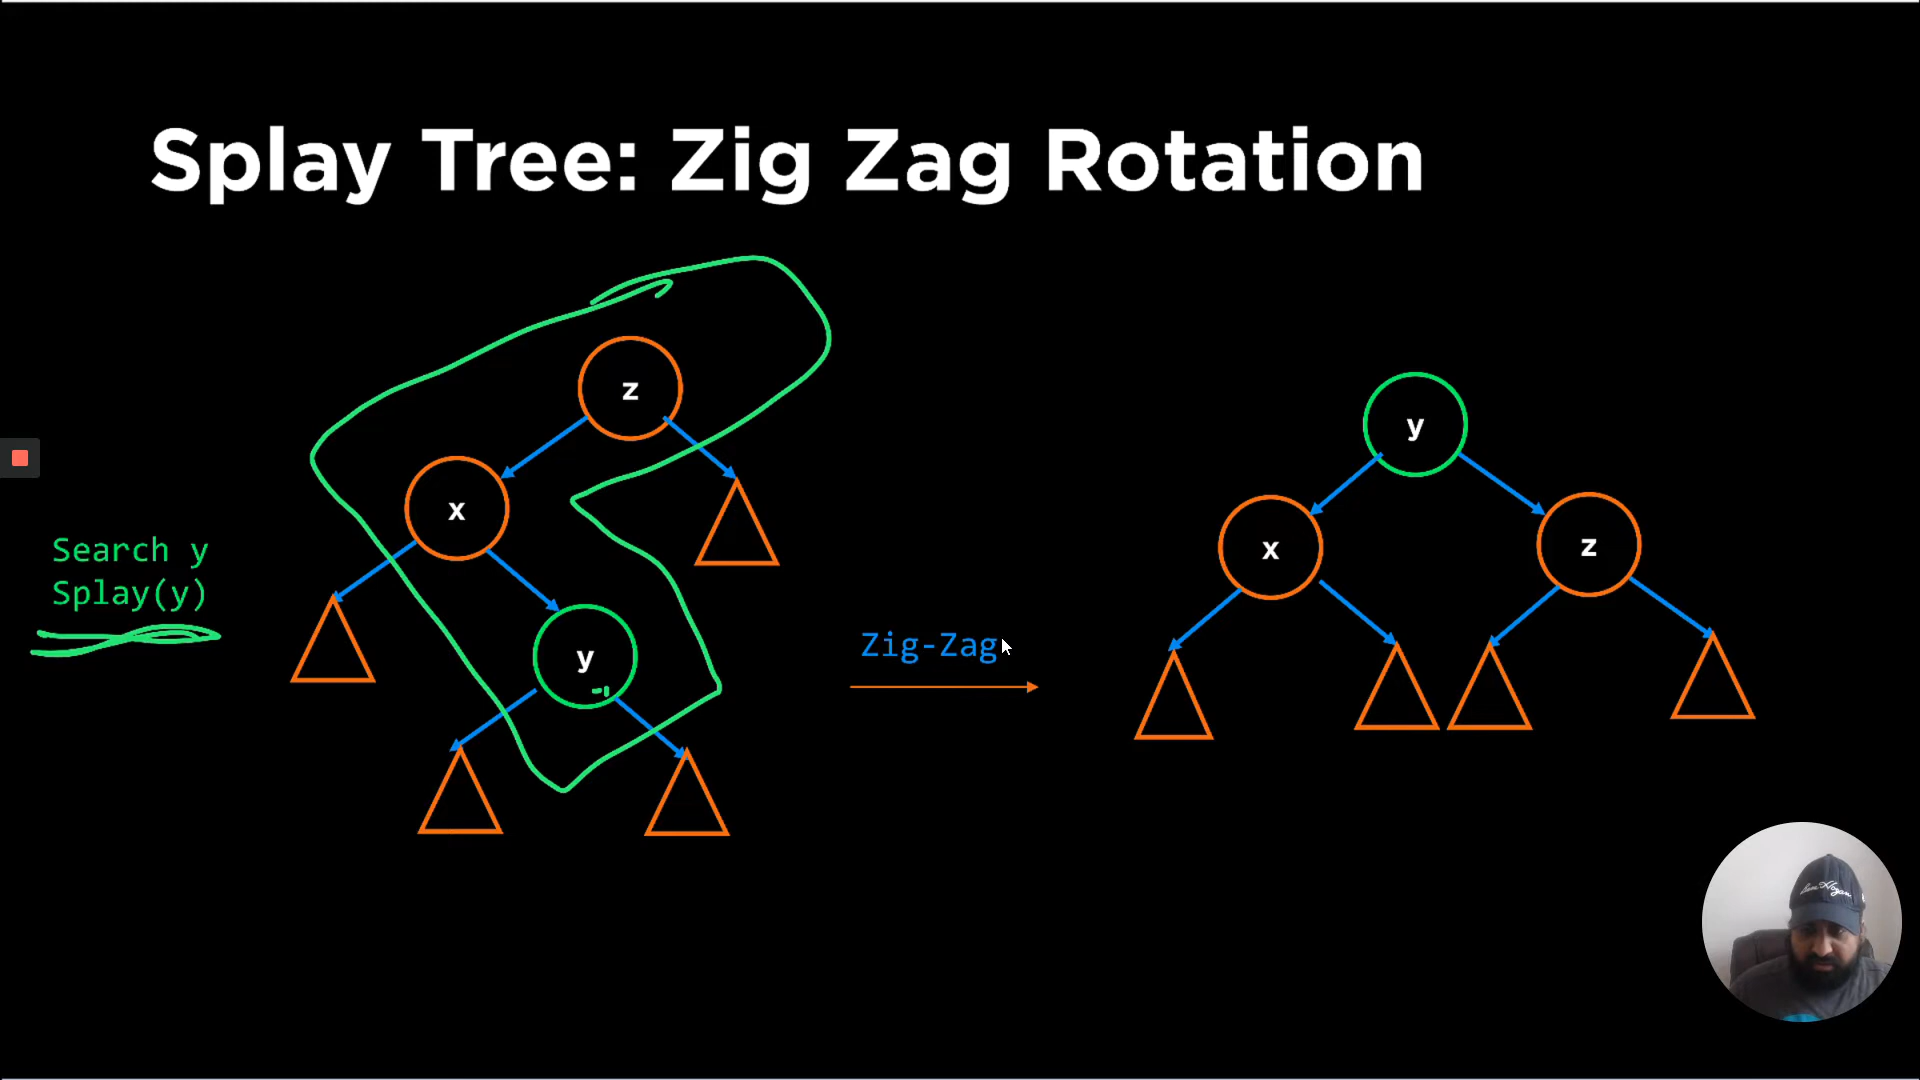 Splay Tree: Zig Zag Rotation
z
x
y
Search y
Splay(y)
Zig-Zag
y
x
z